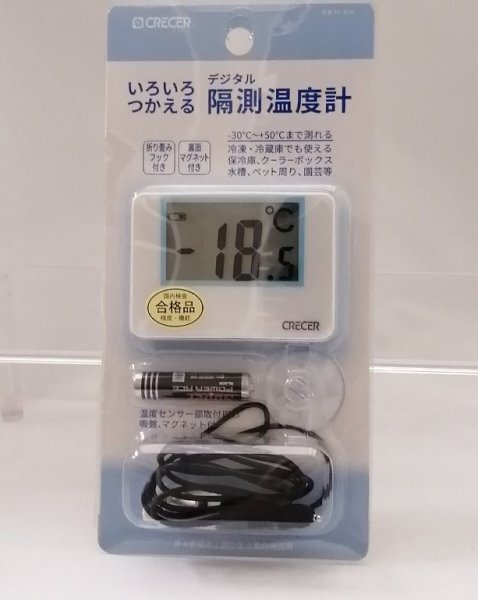 CRECER
いろいろ
つかえる
デジタル
隔測温度計
折り畳み
フック
付き
裏面
マグネット
付き
-30℃~+50℃まで測れる
冷凍・冷蔵庫でも使える
保冷庫、クーラーボックス
水槽、ペット周り、園芸等
℃
-18.5
国内検査
合格品
精度・機能
CRECER
POWER ACE
温度センサー部取付用
吸盤、マグネット付